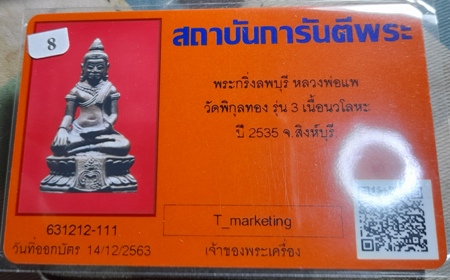 8
สถาบันการันตีพระ
พระกริ่งลพบุรี หลวงพ่อแพ
วัดพิกุลทอง รุ่น 3 เนื้อนวโลหะ
ปี 2535 จ.สิงห์บุรี
T_marketing
631212-111
วันที่ออกบัตร 14/12/2563
เจ้าของพระเครื่อง